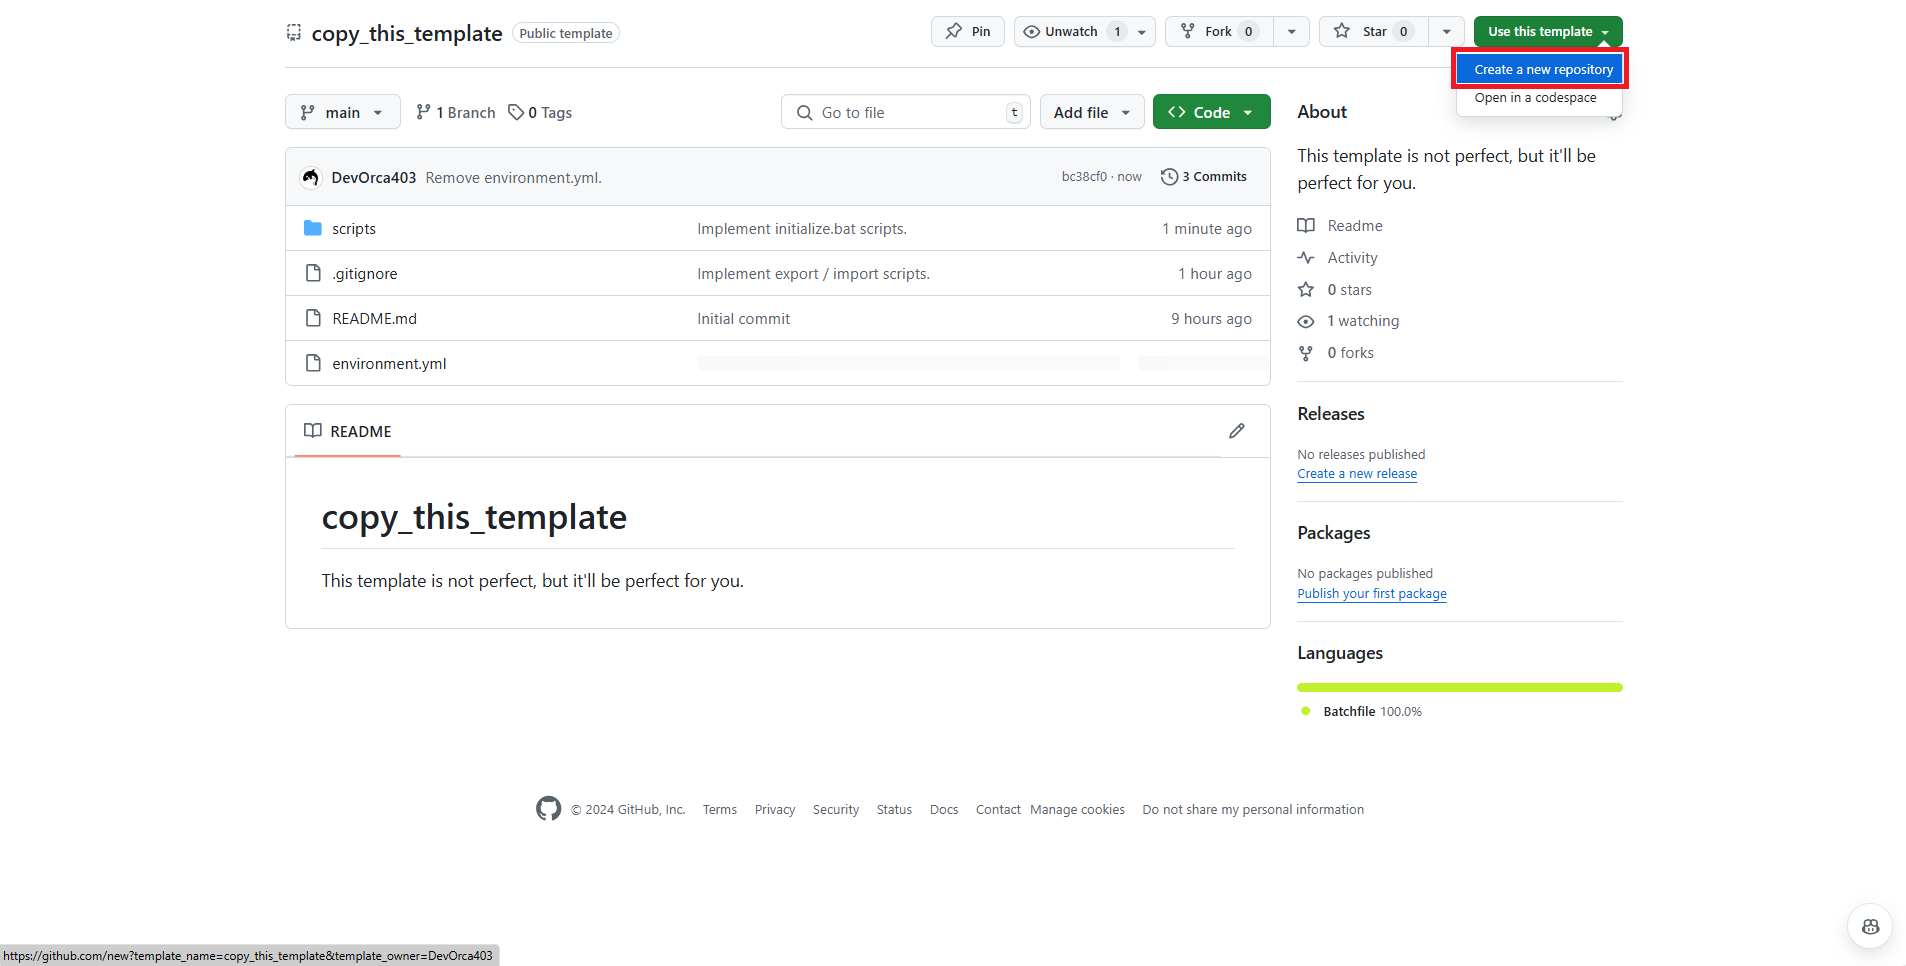 copy_this_template Public template Pin Unwatch 1 Fork 0 Star 0 Use this template
Create a new repository
Open in a codespace
main 1 Branch 0 Tags Go to file t Add file Code
DevOrca403 Remove environment.yml. bc38cf0 · now 3 Commits
scripts Implement initialize.bat scripts. 1 minute ago
.gitignore Implement export / import scripts. 1 hour ago
README.md Initial commit 9 hours ago
environment.yml
README
copy_this_template
This template is not perfect, but it'll be perfect for you.
About
This template is not perfect, but it'll be
perfect for you.
Readme
Activity
0 stars
1 watching
0 forks
Releases
No releases published
Create a new release
Packages
No packages published
Publish your first package
Languages
Batchfile 100.0%
© 2024 GitHub, Inc. Terms Privacy Security Status Docs Contact Manage cookies Do not share my personal information
https://github.com/new?template_name=copy_this_template&template_owner=DevOrca403